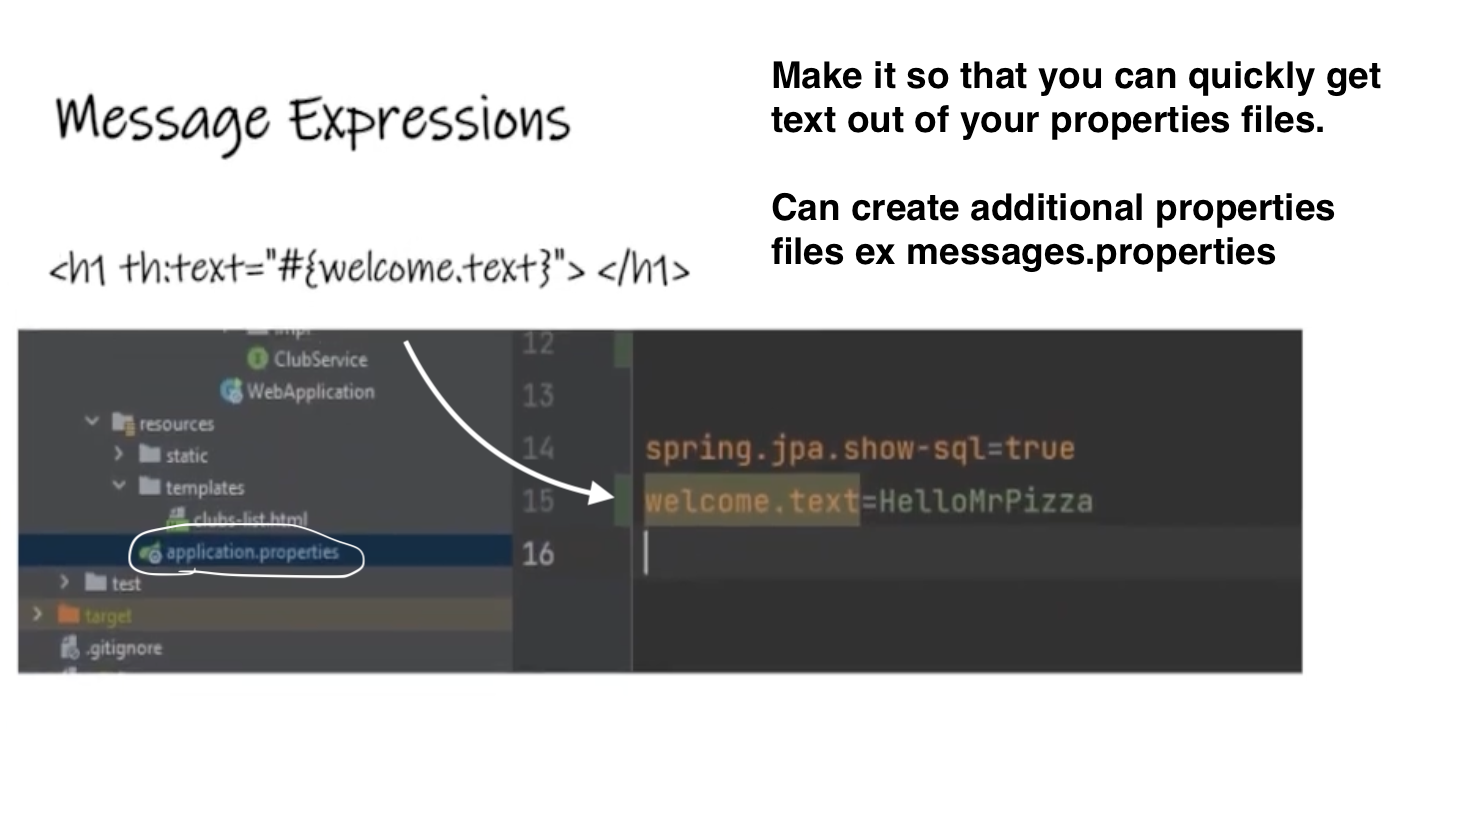 Message Expressions
Make it so that you can quickly get
text out of your properties files.
Can create additional properties
files ex messages.properties
<h1 th:text="#{welcome.text}"> </h1>
ClubService
WebApplication
resources
static
templates
clubs-list.html
application.properties
test
target
.gitignore
12
13
14 spring.jpa.show-sql=true
15 welcome.text=HelloMrPizza
16